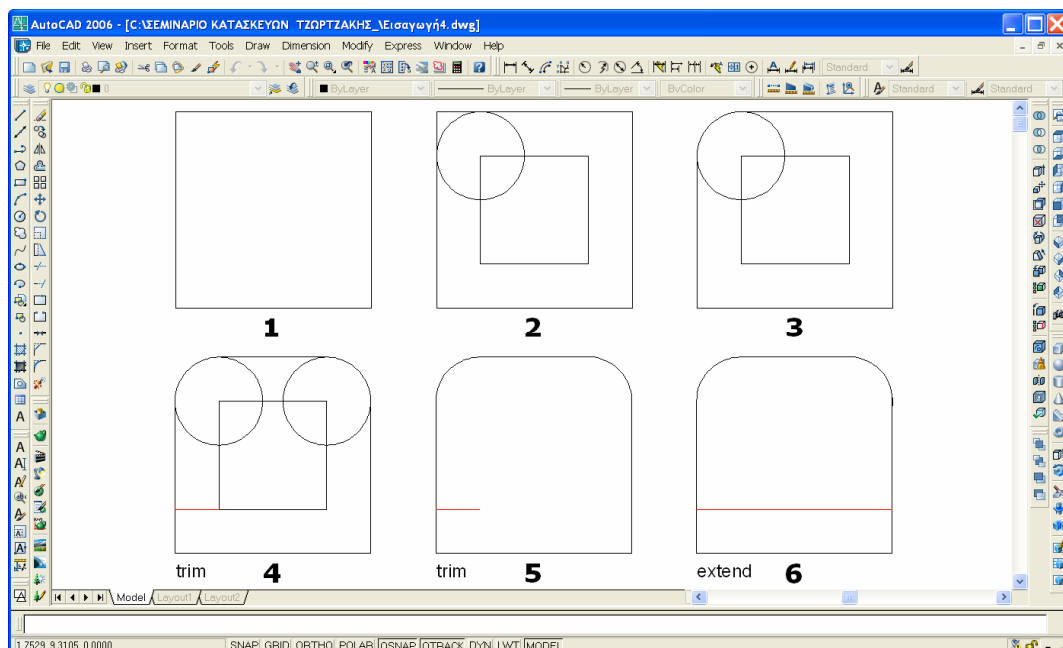 AutoCAD 2006 - [C:\ΣΕΜΙΝΑΡΙΟ ΚΑΤΑΣΚΕΥΩΝ ΤΖΩΡΤΖΑΚΗΣ_\Εισαγωγή4.dwg]
File Edit View Insert Format Tools Draw Dimension Modify Express Window Help
Standard
0 ByLayer ByLayer ByLayer ByColor Standard Standard
1 2 3
trim 4 trim 5 extend 6
Model Layout1 Layout2
1.7529, 9.3105, 0.0000 SNAP GRID ORTHO POLAR OSNAP OTRACK DYN LWT MODEL